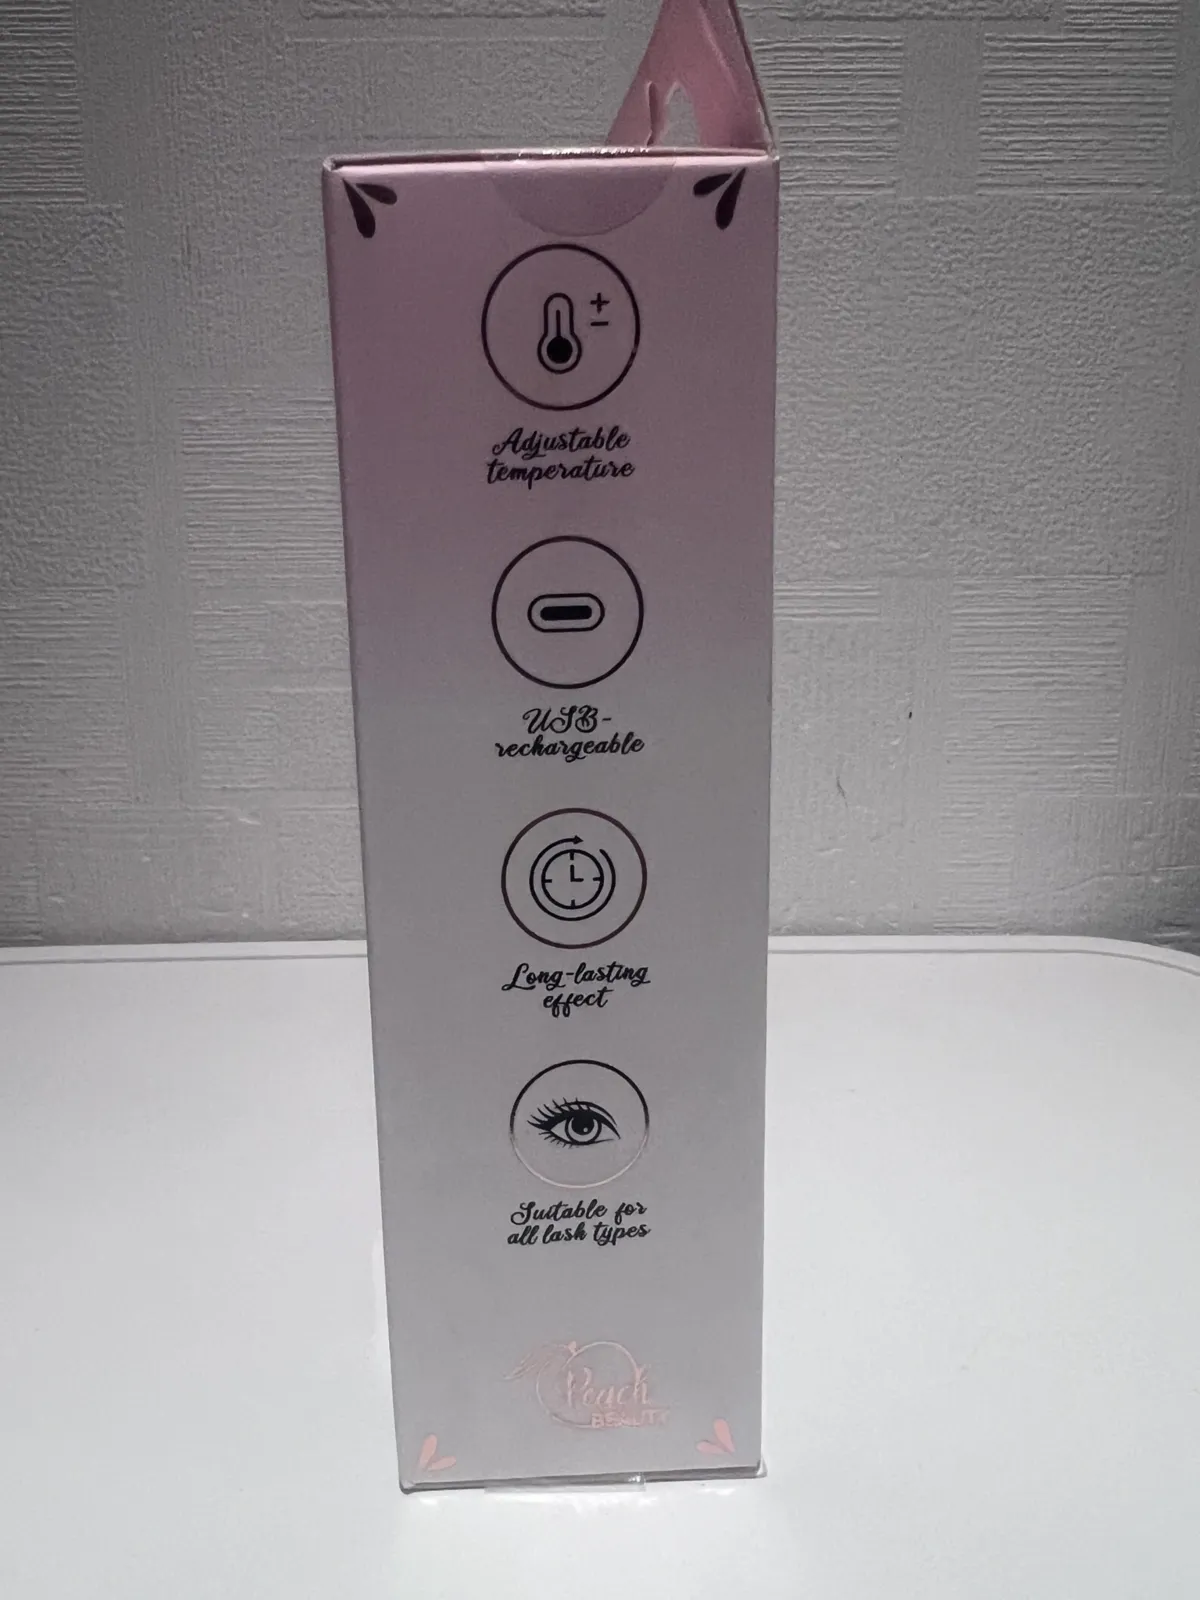 Adjustable
temperature
USB-
rechargeable
Long-lasting
effect
Suitable for
all lash types
Peach
BEAUTY